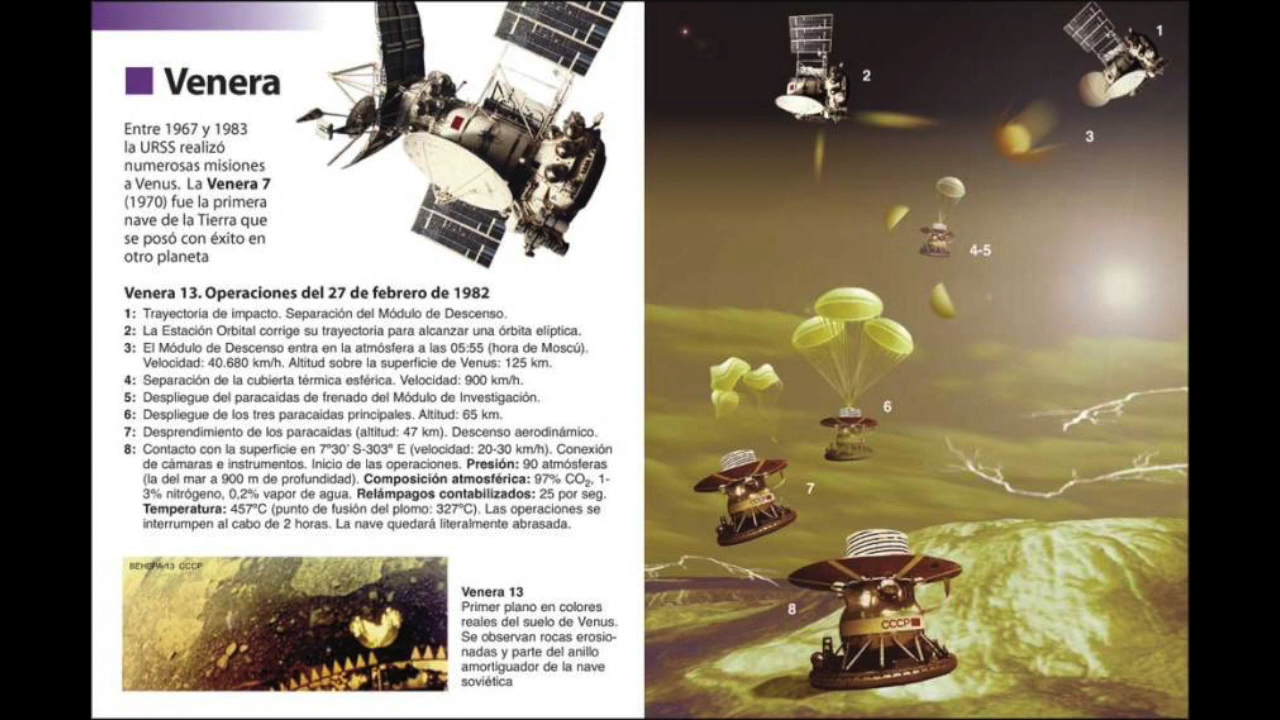 Venera
Entre 1967 y 1983
la URSS realizó
numerosas misiones
a Venus. La Venera 7
(1970) fue la primera
nave de la Tierra que
se posó con éxito en
otro planeta
Venera 13. Operaciones del 27 de febrero de 1982
1: Trayectoria de impacto. Separación del Módulo de Descenso.
2: La Estación Orbital corrige su trayectoria para alcanzar una órbita elíptica.
3: El Módulo de Descenso entra en la atmósfera a las 05:55 (hora de Moscú).
Velocidad: 40.680 km/h. Altitud sobre la superficie de Venus: 125 km.
4: Separación de la cubierta térmica esférica. Velocidad: 900 km/h.
5: Despliegue del paracaidas de frenado del Módulo de Investigación.
6: Despliegue de los tres paracaidas principales. Altitud: 65 km.
7: Desprendimiento de los paracaidas (altitud: 47 km). Descenso aerodinámico.
8: Contacto con la superficie en 7º30' S-303º E (velocidad: 20-30 km/h). Conexión
de cámaras e instrumentos. Inicio de las operaciones. Presión: 90 atmósferas
(la del mar a 900 m de profundidad). Composición atmosférica: 97% CO2, 1-
3% nitrógeno, 0,2% vapor de agua. Relámpagos contabilizados: 25 por seg.
Temperatura: 457ºC (punto de fusión del plomo: 327ºC). Las operaciones se
interrumpen al cabo de 2 horas. La nave quedará literalmente abrasada.
ВЕНЕРА-13 СССР
Venera 13
Primer plano en colores
reales del suelo de Venus.
Se observan rocas erosio-
nadas y parte del anillo
amortiguador de la nave
soviética
1
2
3
4-5
6
7
8
СССР